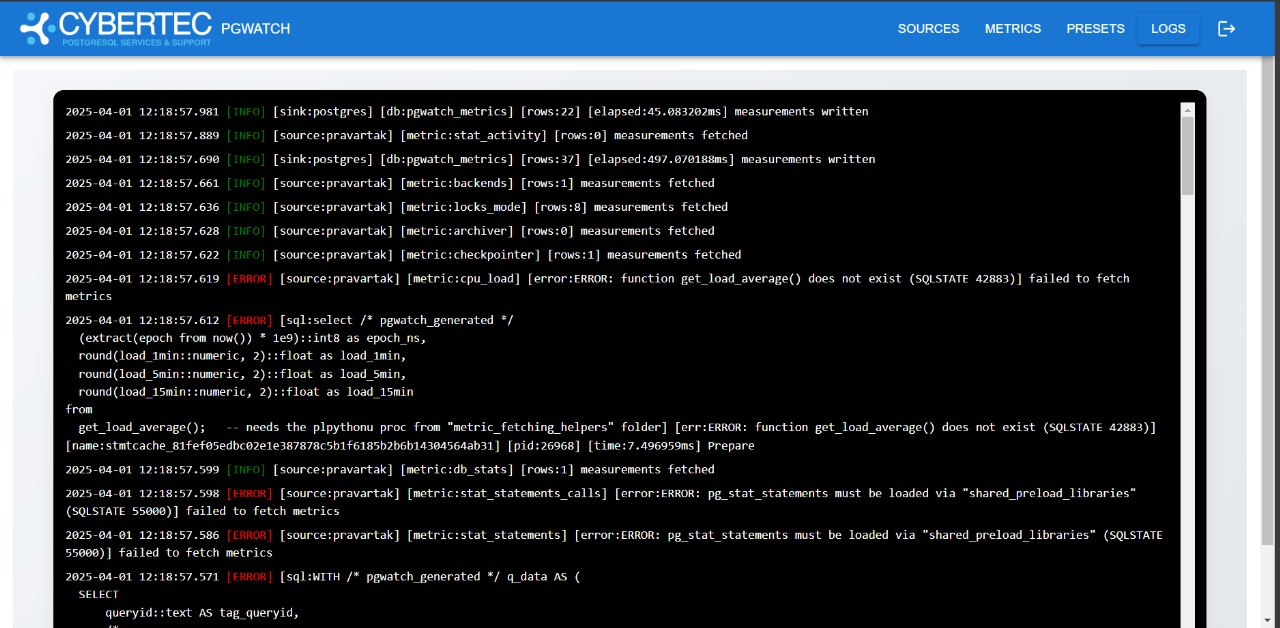 CYBERTEC
POSTGRESQL SERVICES & SUPPORT
PGWATCH
SOURCES
METRICS
PRESETS
LOGS
2025-04-01 12:18:57.981 [INFO] [sink:postgres] [db:pgwatch_metrics] [rows:22] [elapsed:45.083202ms] measurements written
2025-04-01 12:18:57.889 [INFO] [source:pravartak] [metric:stat_activity] [rows:0] measurements fetched
2025-04-01 12:18:57.690 [INFO] [sink:postgres] [db:pgwatch_metrics] [rows:37] [elapsed:497.070188ms] measurements written
2025-04-01 12:18:57.661 [INFO] [source:pravartak] [metric:backends] [rows:1] measurements fetched
2025-04-01 12:18:57.636 [INFO] [source:pravartak] [metric:locks_mode] [rows:8] measurements fetched
2025-04-01 12:18:57.628 [INFO] [source:pravartak] [metric:archiver] [rows:0] measurements fetched
2025-04-01 12:18:57.622 [INFO] [source:pravartak] [metric:checkpointer] [rows:1] measurements fetched
2025-04-01 12:18:57.619 [ERROR] [source:pravartak] [metric:cpu_load] [error:ERROR: function get_load_average() does not exist (SQLSTATE 42883)] failed to fetch
metrics
2025-04-01 12:18:57.612 [ERROR] [sql:select /* pgwatch_generated */
(extract(epoch from now()) * 1e9)::int8 as epoch_ns,
round(load_1min::numeric, 2)::float as load_1min,
round(load_5min::numeric, 2)::float as load_5min,
round(load_15min::numeric, 2)::float as load_15min
from
get_load_average();   -- needs the plpythonu proc from "metric_fetching_helpers" folder] [err:ERROR: function get_load_average() does not exist (SQLSTATE 42883)]
[name:stmtcache_81fef05edbc02e1e387878c5b1f6185b2b6b14304564ab31] [pid:26968] [time:7.496959ms] Prepare
2025-04-01 12:18:57.599 [INFO] [source:pravartak] [metric:db_stats] [rows:1] measurements fetched
2025-04-01 12:18:57.598 [ERROR] [source:pravartak] [metric:stat_statements_calls] [error:ERROR: pg_stat_statements must be loaded via "shared_preload_libraries"
(SQLSTATE 55000)] failed to fetch metrics
2025-04-01 12:18:57.586 [ERROR] [source:pravartak] [metric:stat_statements] [error:ERROR: pg_stat_statements must be loaded via "shared_preload_libraries" (SQLSTATE
55000)] failed to fetch metrics
2025-04-01 12:18:57.571 [ERROR] [sql:WITH /* pgwatch_generated */ q_data AS (
SELECT
queryid::text AS tag_queryid,
/*